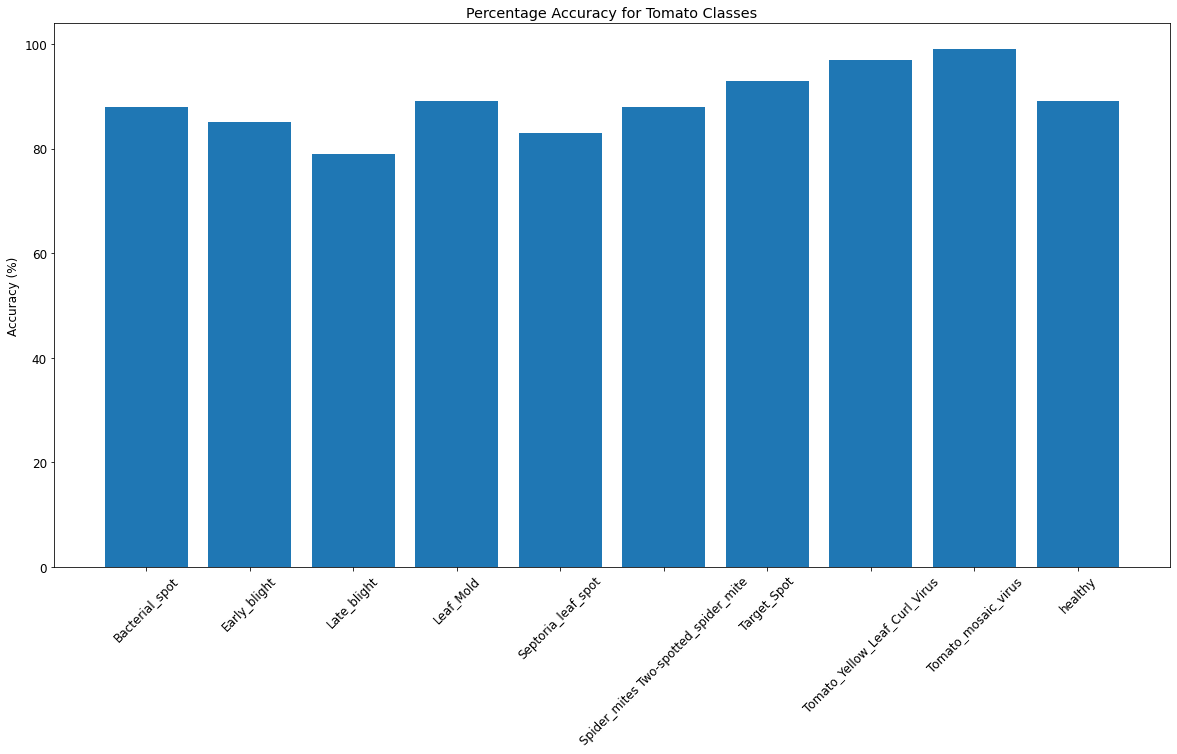 Percentage Accuracy for Tomato Classes
100
80
60
40
20
0
Accuracy (%)
Bacterial_spot
Early_blight
Late_blight
Leaf_Mold
Septoria_leaf_spot
Spider_mites Two-spotted_spider_mite
Target_Spot
Tomato_Yellow_Leaf_Curl_Virus
Tomato_mosaic_virus
healthy